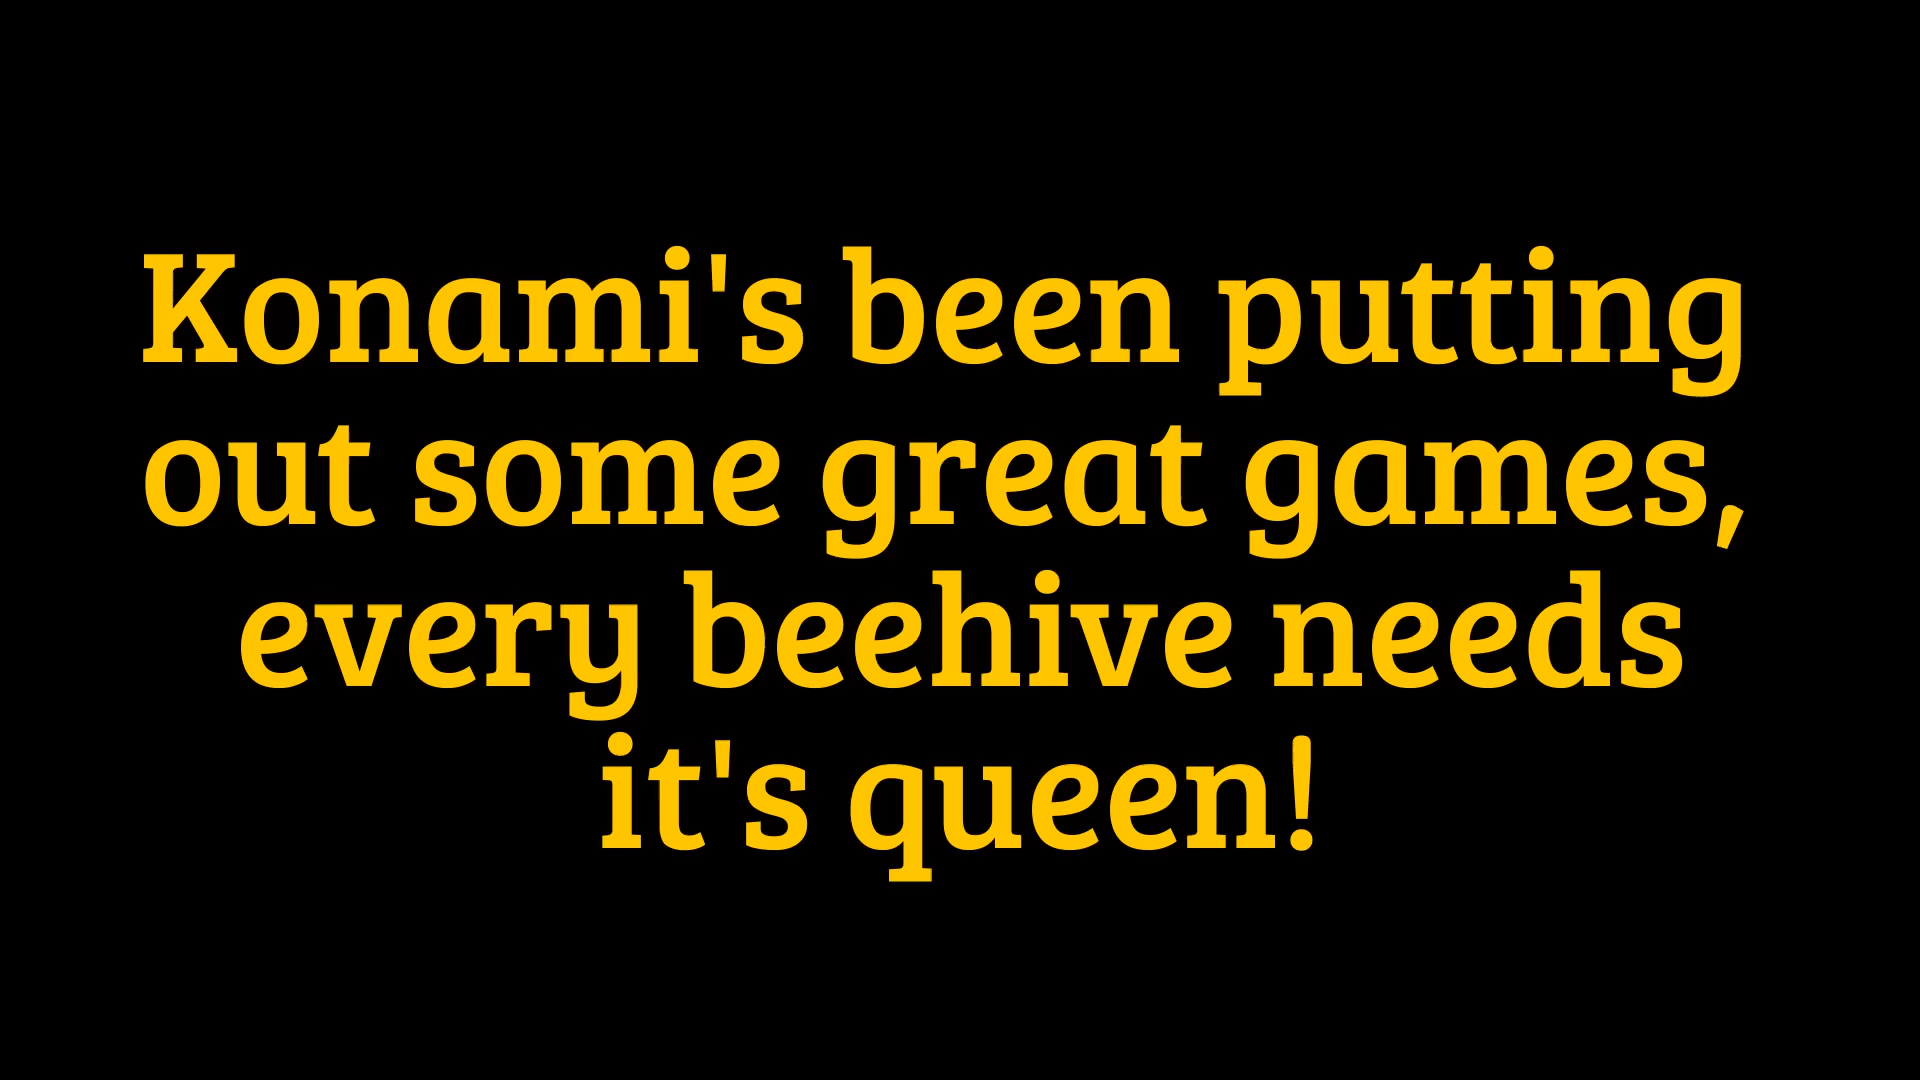 Konami's been putting
out some great games,
every beehive needs
it's queen!